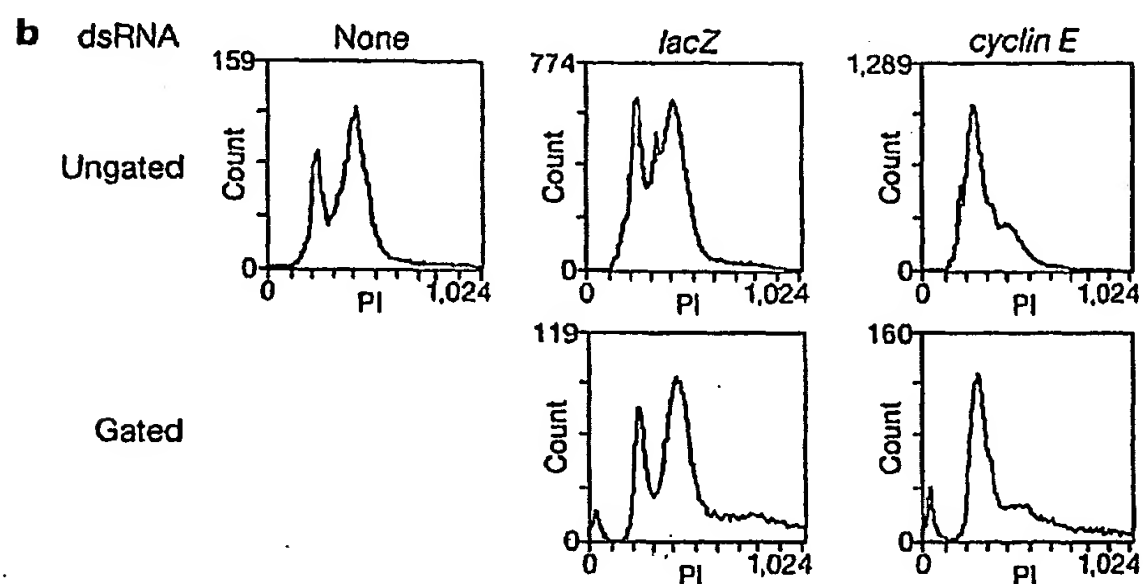 b dsRNA None lacZ cyclin E
159 774 1,289
Ungated Count Count Count
0 0 0
0 1,024 0 1,024 0 1,024
PI PI PI
119 160
Gated Count Count
0 0
0 1,024 0 1,024
PI PI